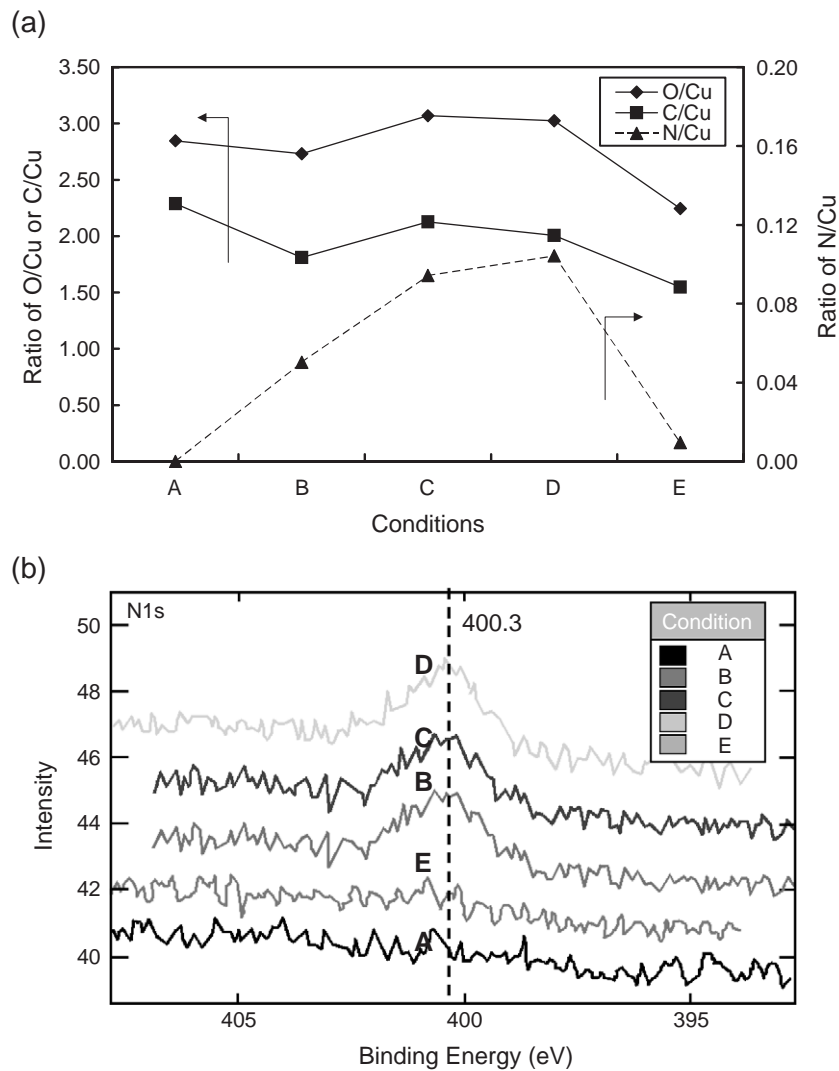 (a)
3.50
3.00
2.50
2.00
1.50
1.00
0.50
0.00
Ratio of O/Cu or C/Cu
O/Cu
C/Cu
N/Cu
0.20
0.16
0.12
0.08
0.04
0.00
Ratio of N/Cu
A B C D E
Conditions
(b)
N1s
50
48
46
44
42
40
Intensity
400.3
Condition
A
B
C
D
E
D
C
B
E
A
405 400 395
Binding Energy (eV)